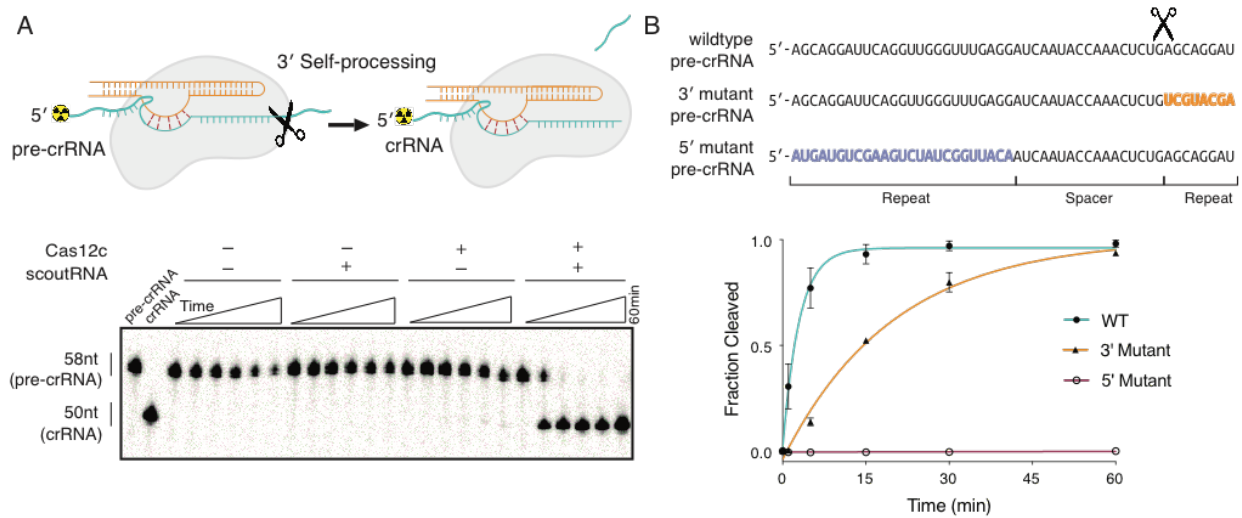 A
3′ Self-processing
5′
pre-crRNA
5′
crRNA
Cas12c − − + +
scoutRNA − + − +
pre-crRNA
crRNA
Time
60min
58nt
(pre-crRNA)
50nt
(crRNA)
B
wildtype
pre-crRNA
5′- AGCAGGAUUCAGGUUGGGUUUGAGGAUCAAUACCAAACUCUGAGCAGGAU
3′ mutant
pre-crRNA
5′- AGCAGGAUUCAGGUUGGGUUUGAGGAUCAAUACCAAACUCUGUCGUACGA
5′ mutant
pre-crRNA
5′- AUGAUGUCGAAGUCUAUCGGUUACAAUCAAUACCAAACUCUGAGCAGGAU
Repeat Spacer Repeat
Fraction Cleaved
1.0
0.5
0.0
0 15 30 45 60
Time (min)
WT
3' Mutant
5' Mutant